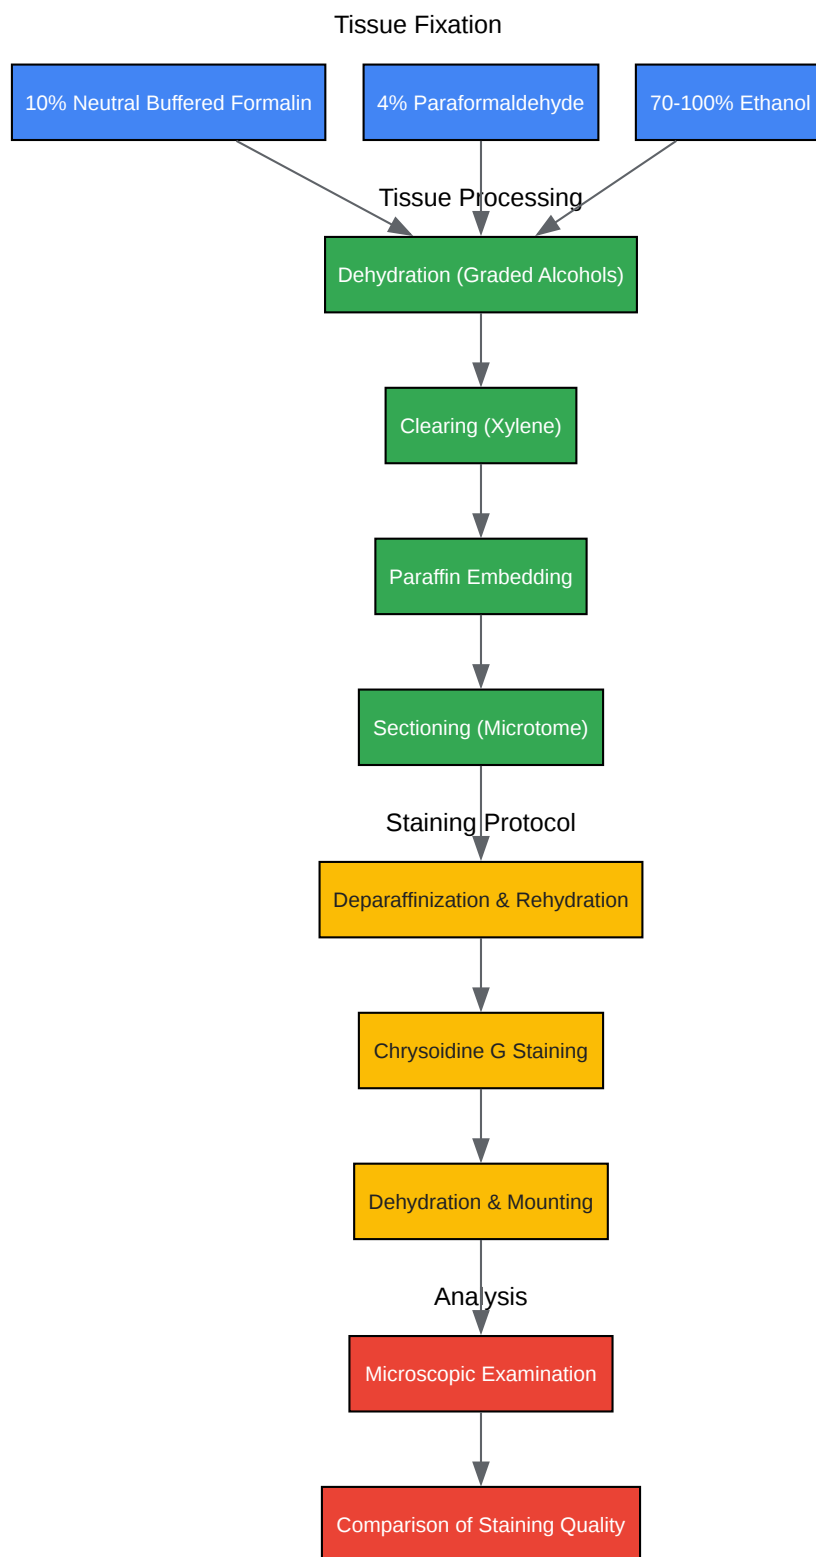 Tissue Fixation
10% Neutral Buffered Formalin
4% Paraformaldehyde
70-100% Ethanol
Tissue Processing
Dehydration (Graded Alcohols)
Clearing (Xylene)
Paraffin Embedding
Sectioning (Microtome)
Staining Protocol
Deparaffinization & Rehydration
Chrysoidine G Staining
Dehydration & Mounting
Analysis
Microscopic Examination
Comparison of Staining Quality